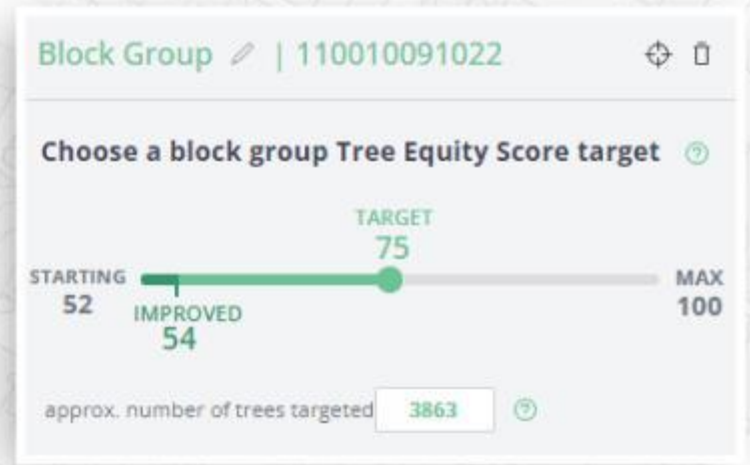 Block Group | 110010091022
Choose a block group Tree Equity Score target
TARGET
75
STARTING
52
IMPROVED
54
MAX
100
approx. number of trees targeted 3863